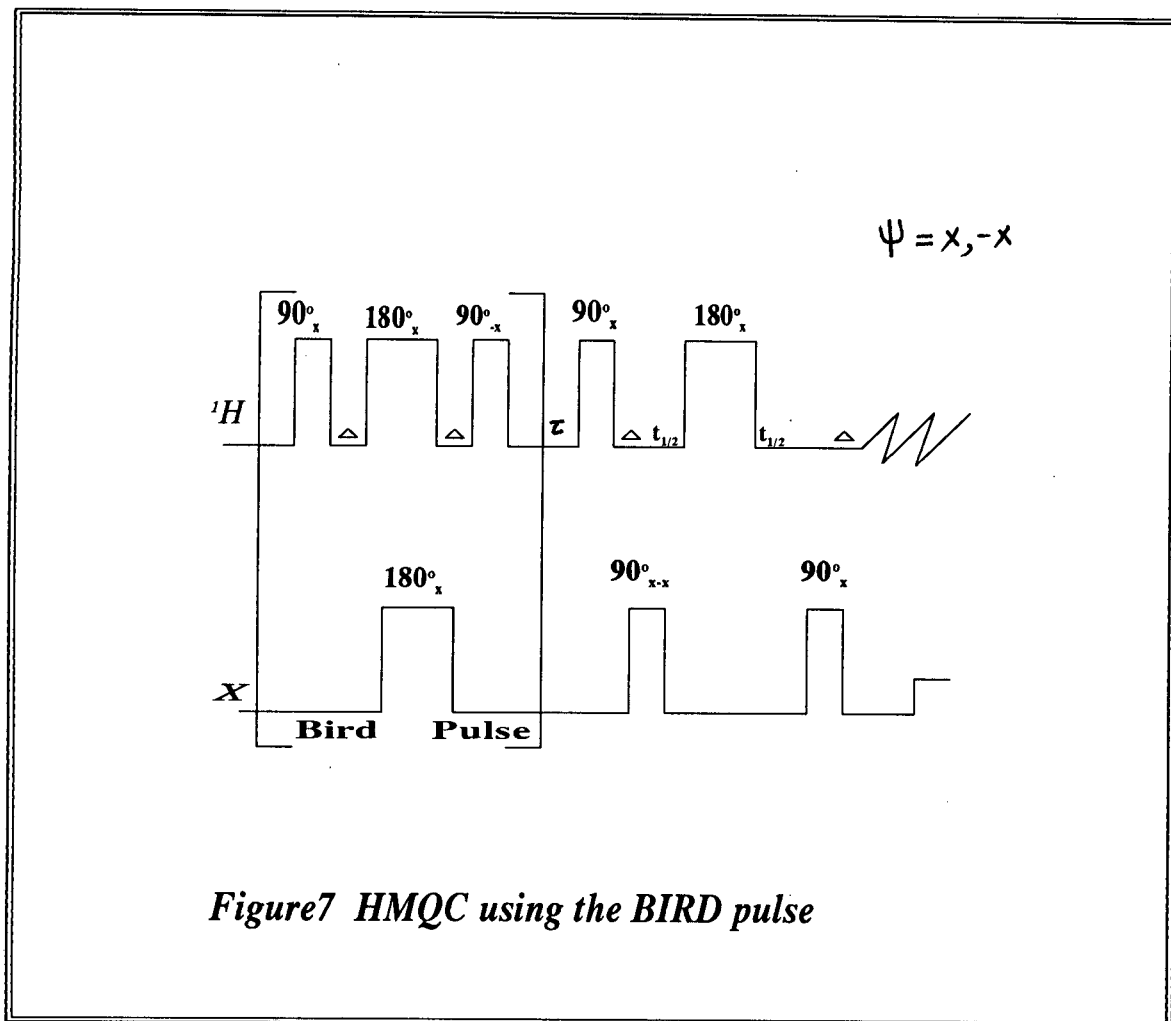 ψ = x,-x
90°x 180°x 90°-x 90°x 180°x
¹H △ △ τ △ t1/2 t1/2 △
180°x 90°x-x 90°x
X
Bird Pulse
Figure7 HMQC using the BIRD pulse